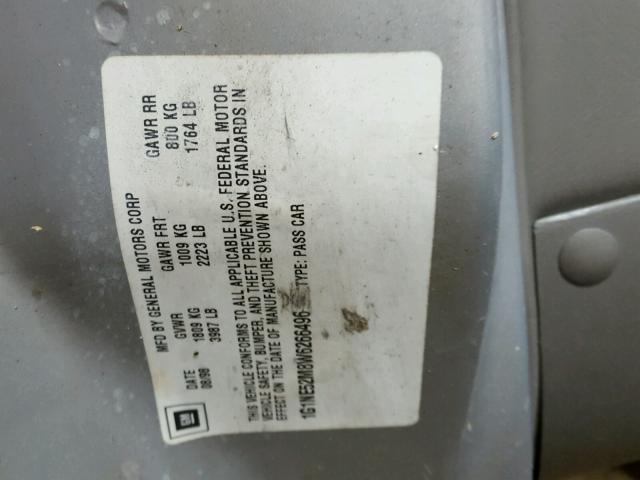 MFD BY GENERAL MOTORS CORP
DATE GVWR GAWR FRT GAWR RR
08/98 1809 KG 1009 KG 800 KG
3987 LB 2223 LB 1764 LB
THIS VEHICLE CONFORMS TO ALL APPLICABLE U.S. FEDERAL MOTOR
VEHICLE SAFETY, BUMPER, AND THEFT PREVENTION STANDARDS IN
EFFECT ON THE DATE OF MANUFACTURE SHOWN ABOVE.
1G1NE52M8W6266496 TYPE: PASS CAR
GM